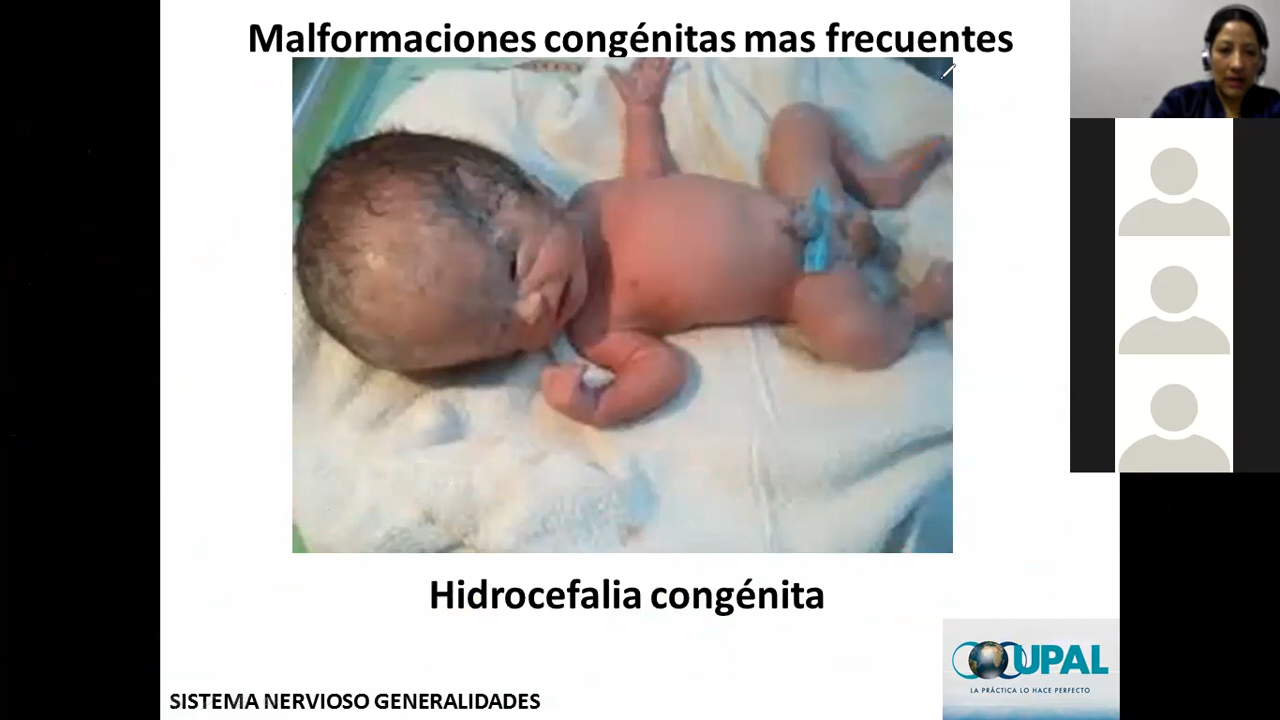 Malformaciones congénitas mas frecuentes
Hidrocefalia congénita
UPAL
LA PRÁCTICA LO HACE PERFECTO
SISTEMA NERVIOSO GENERALIDADES